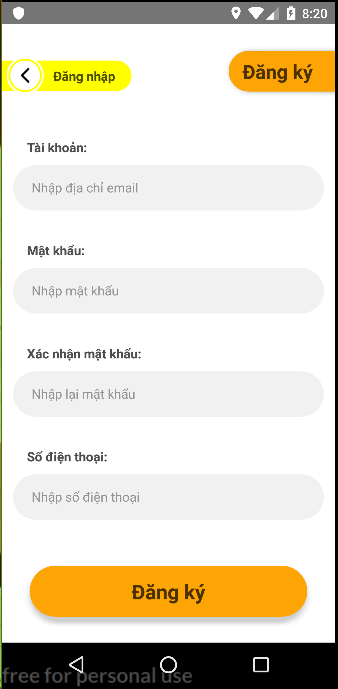 8:20
Đăng nhập
Đăng ký
Tài khoản:
Nhập địa chỉ email
Mật khẩu:
Nhập mật khẩu
Xác nhận mật khẩu:
Nhập lại mật khẩu
Số điện thoại:
Nhập số điện thoại
Đăng ký
free for personal use